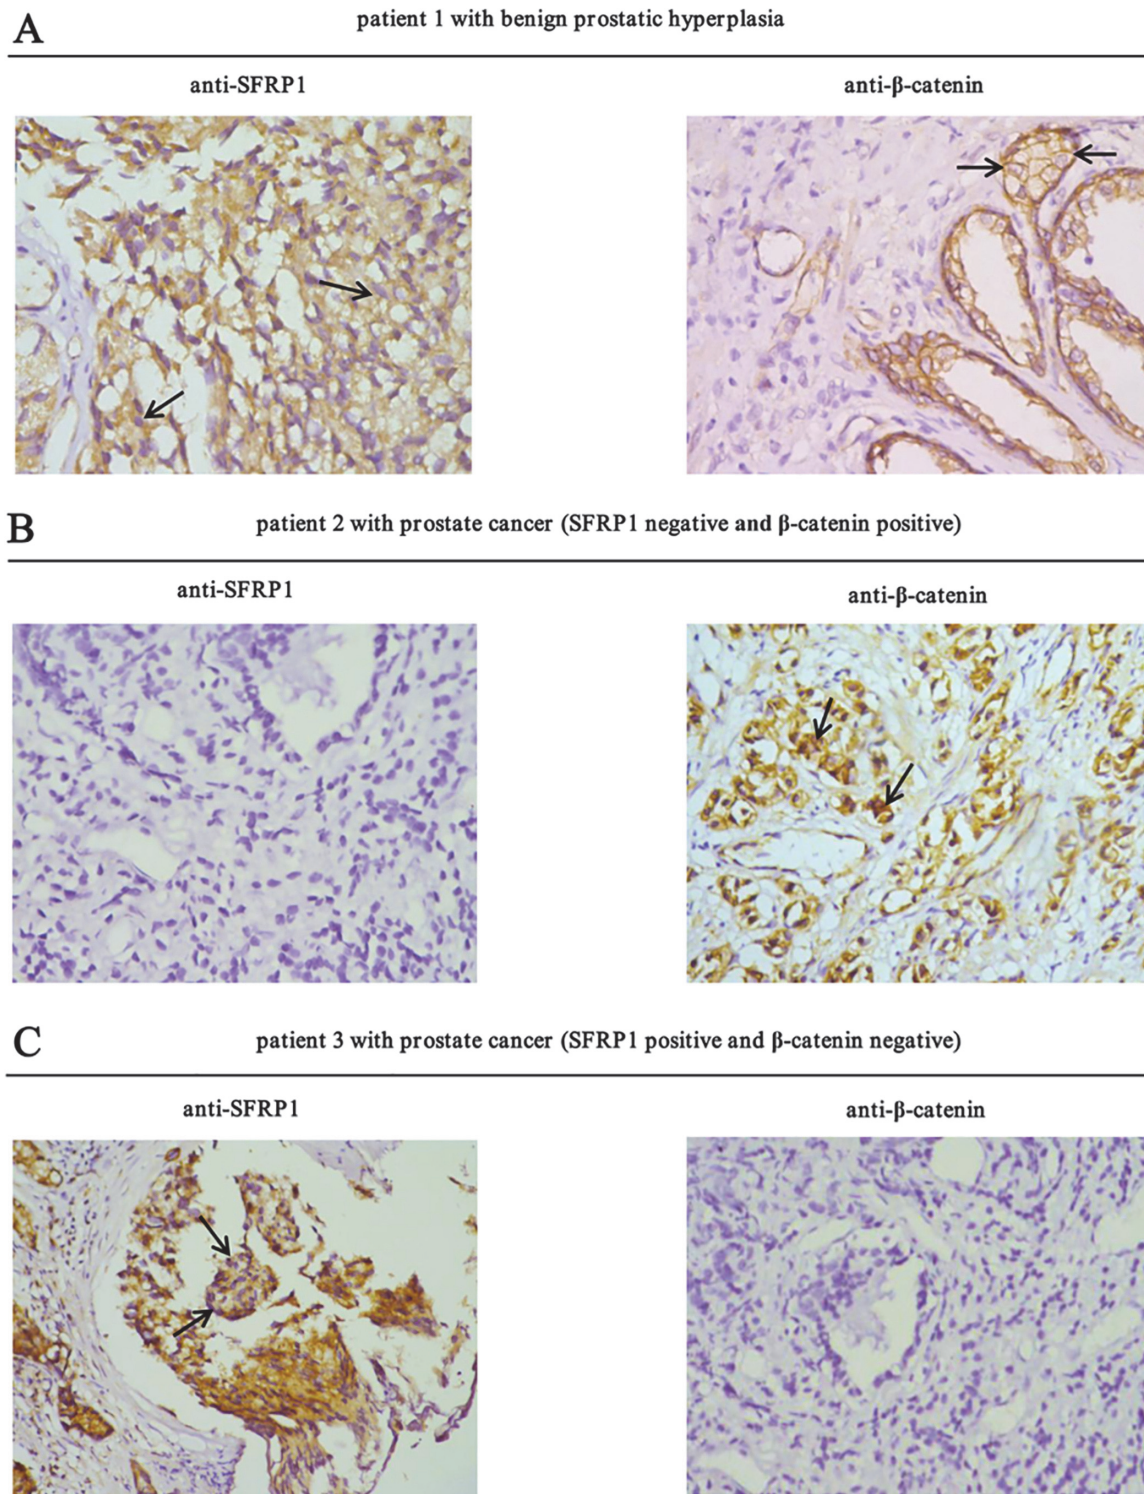 A
patient 1 with benign prostatic hyperplasia
anti-SFRP1
anti-β-catenin
B
patient 2 with prostate cancer (SFRP1 negative and β-catenin positive)
anti-SFRP1
anti-β-catenin
C
patient 3 with prostate cancer (SFRP1 positive and β-catenin negative)
anti-SFRP1
anti-β-catenin